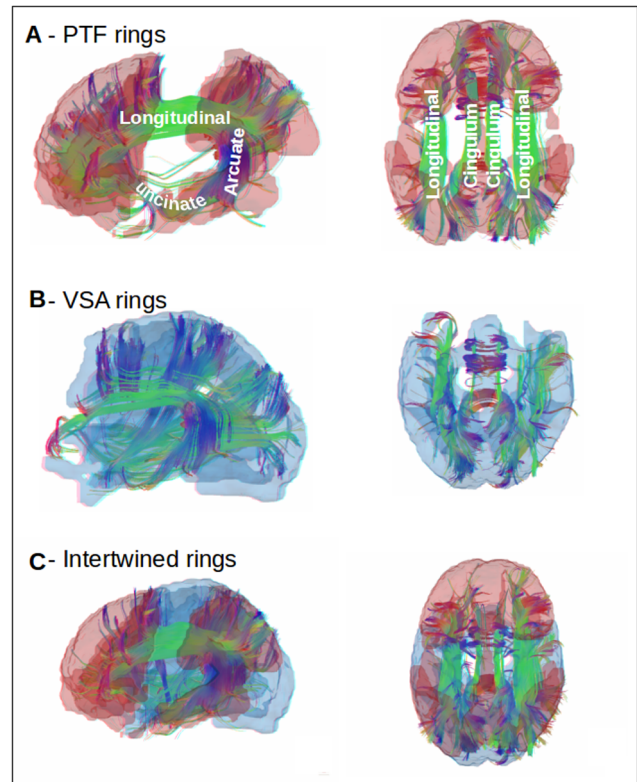 A - PTF rings
Longitudinal
Arcuate
uncinate
Longitudinal
Cingulum
Cingulum
Longitudinal
B - VSA rings
C - Intertwined rings